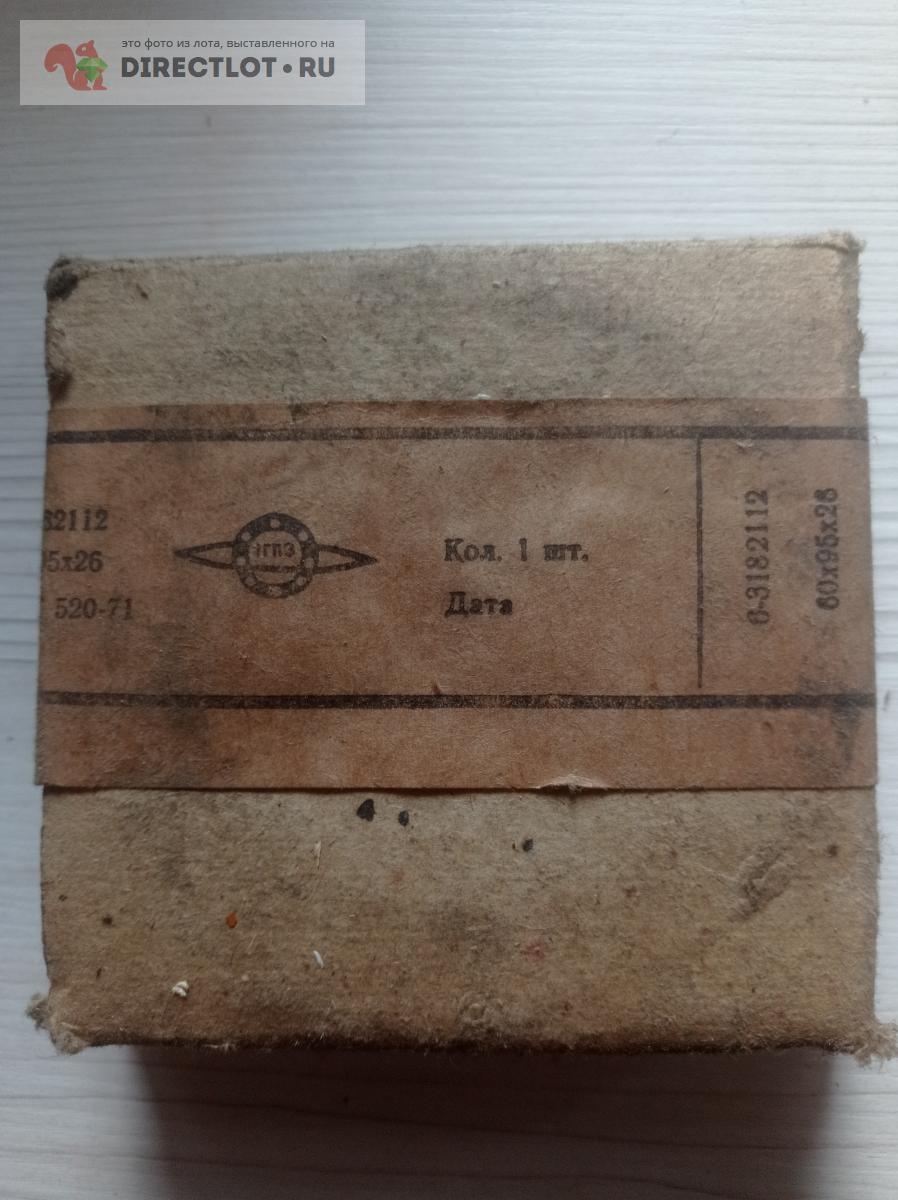 это фото из лота, выставленного на
DIRECTLOT•RU
82112
95х26
520-71
1ГПЗ
Кол. 1 шт.
Дата
6-3182112
60х95х26